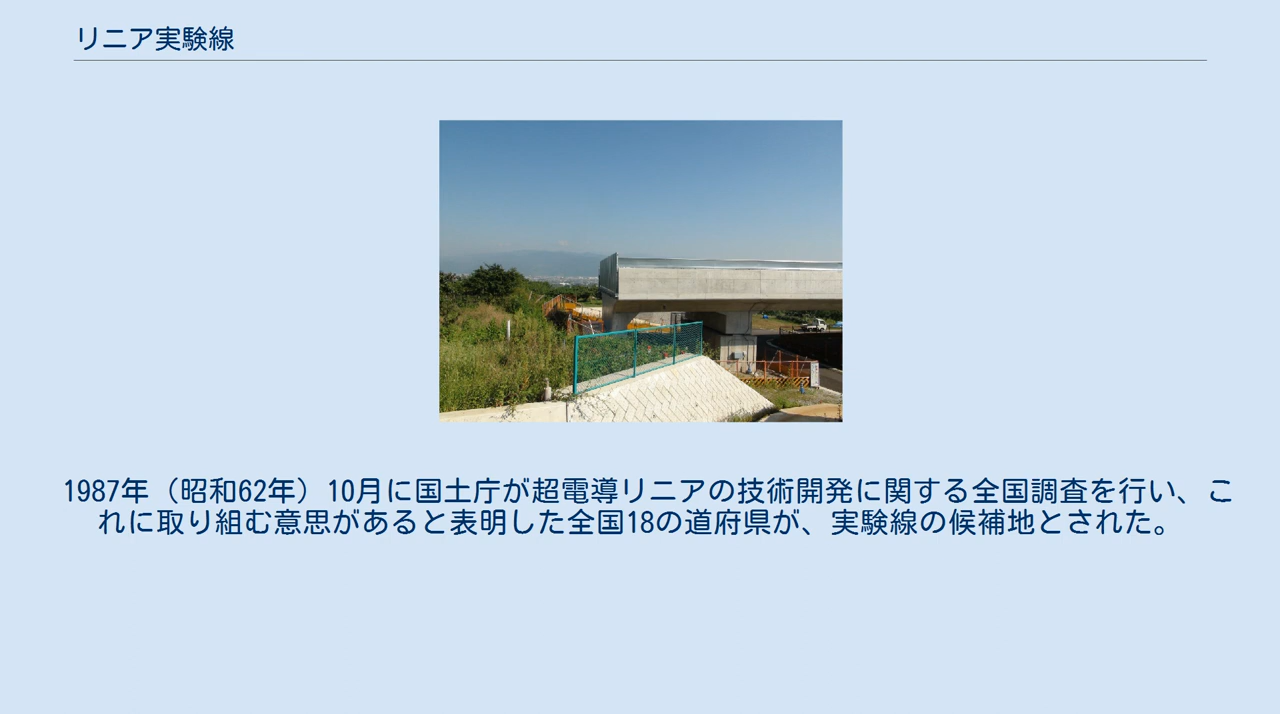 リニア実験線
1987年（昭和62年）10月に国土庁が超電導リニアの技術開発に関する全国調査を行い、こ
れに取り組む意思があると表明した全国18の道府県が、実験線の候補地とされた。